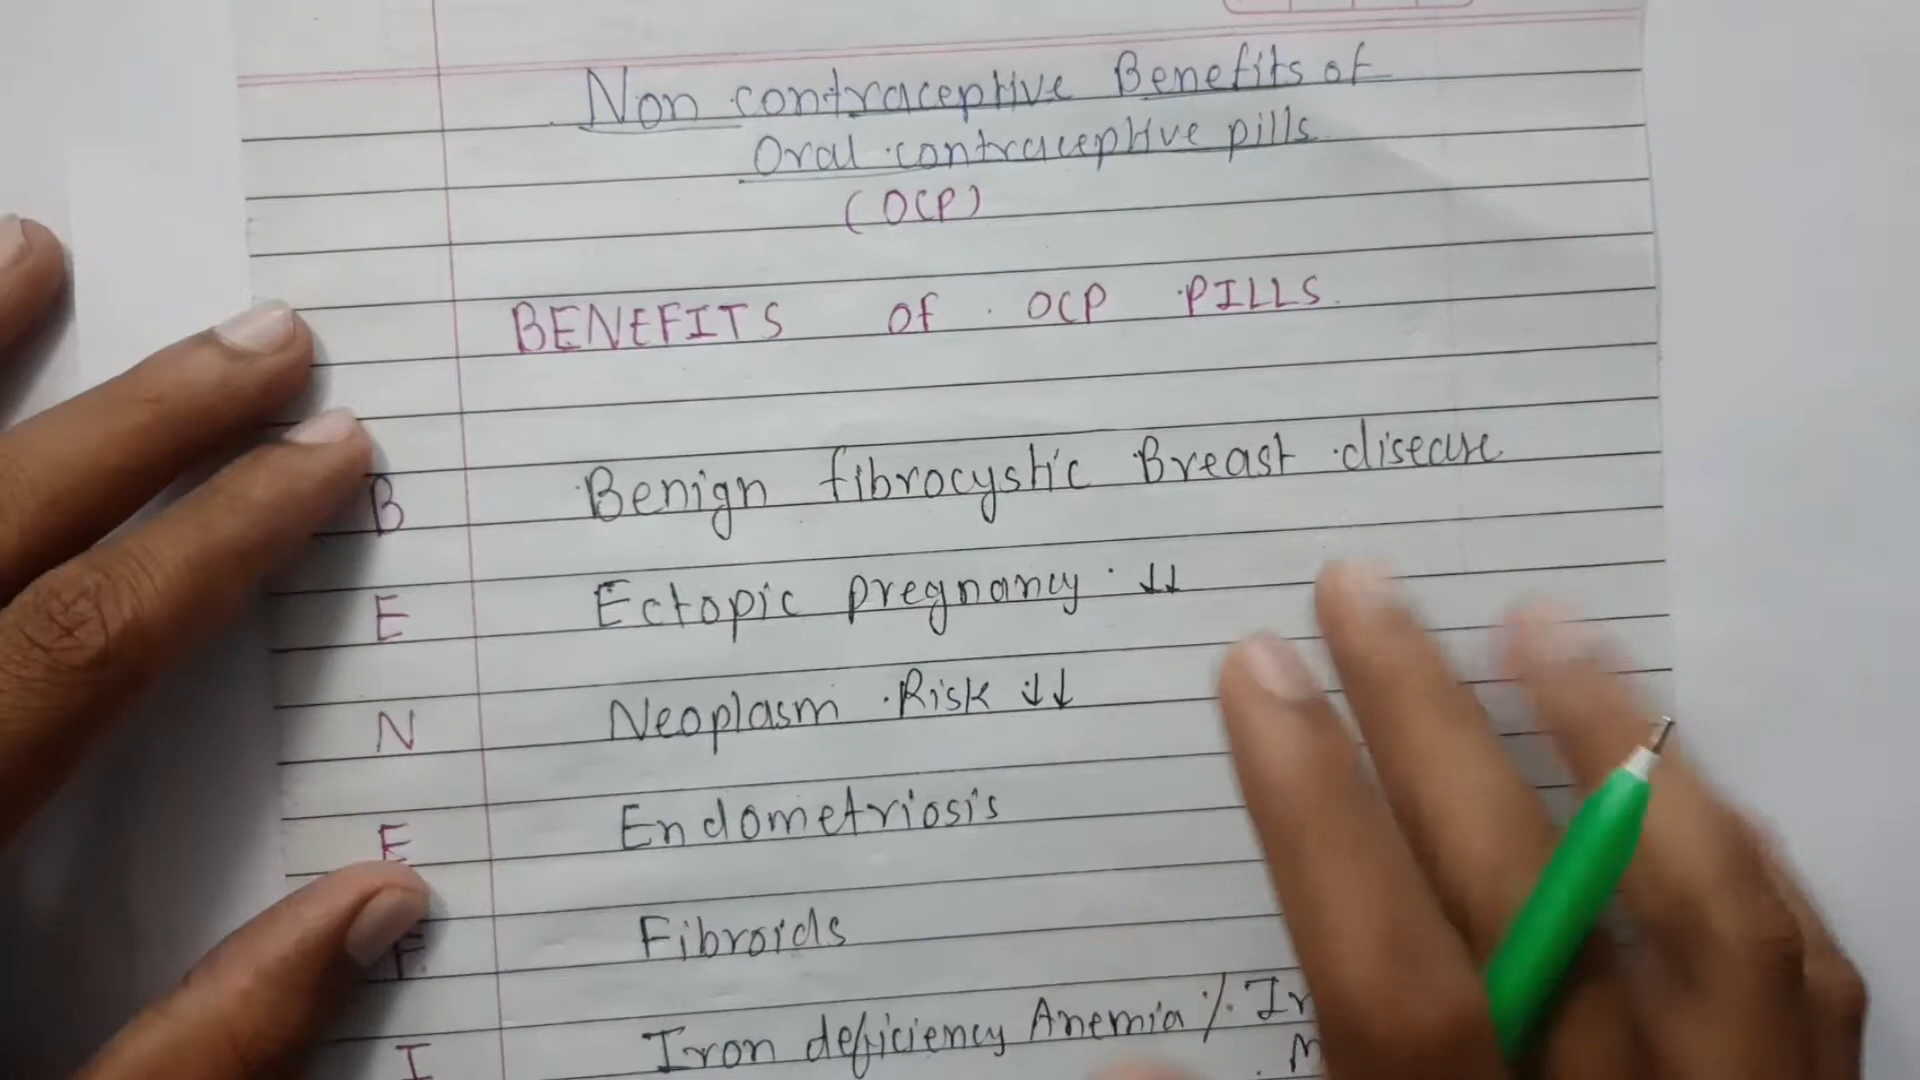 Non contraceptive Benefits of
Oral contraceptive pills
(OCP)
BENEFITS of OCP PILLS
B Benign fibrocystic Breast disease
E Ectopic pregnancy ↓↓
N Neoplasm Risk ↓↓
E Endometriosis
F Fibroids
I Iron deficiency Anemia /.